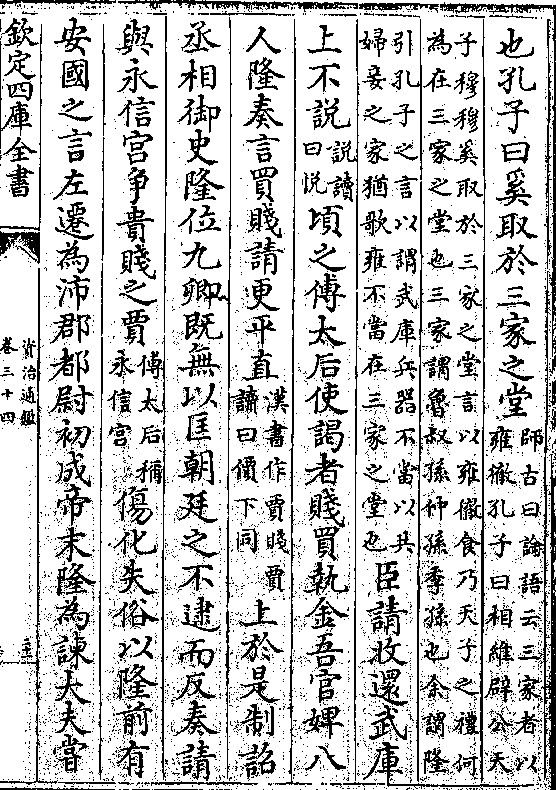 也孔子曰奚取於三家之堂師古曰論語云三家者以雍徹孔子曰相維辟公天
子穆穆奚取於三家之堂言以雍徹食乃天子之禮何為在三家之堂也三家謂魯叔孫仲孫季孫也余謂隆
引孔子之言以謂武庫兵器不當以共婦妾之家猶歌雍不當在三家之堂也臣請收還武庫
上不說說讀曰悅頃之傅太后使謁者賤買執金吾官婢八
人隆奏言買賤請更平直漢書作賈賤賈讀曰價下同上於是制詔
丞相御史隆位九卿既無以匡朝廷之不逮而反奏請
與永信宫争貴賤之賈傅太后稱永信宫傷化失俗以隆前有
安國之言左遷為沛郡都尉初成帝末隆為諫大夫嘗
欽定四庫全書
資治通鑑
卷三十四